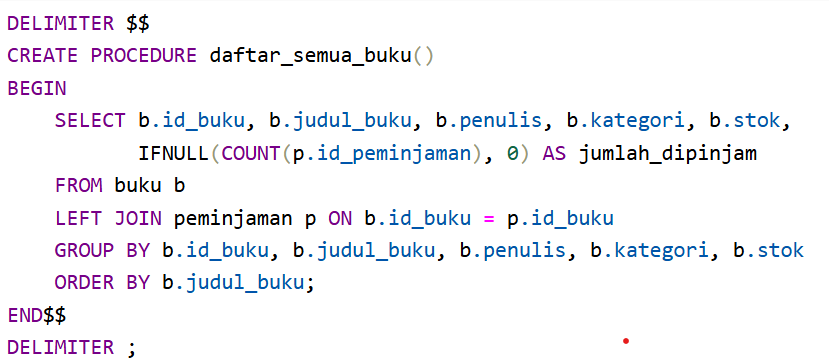 DELIMITER $$
CREATE PROCEDURE daftar_semua_buku()
BEGIN
    SELECT b.id_buku, b.judul_buku, b.penulis, b.kategori, b.stok,
           IFNULL(COUNT(p.id_peminjaman), 0) AS jumlah_dipinjam
    FROM buku b
    LEFT JOIN peminjaman p ON b.id_buku = p.id_buku
    GROUP BY b.id_buku, b.judul_buku, b.penulis, b.kategori, b.stok
    ORDER BY b.judul_buku;
END$$
DELIMITER ;